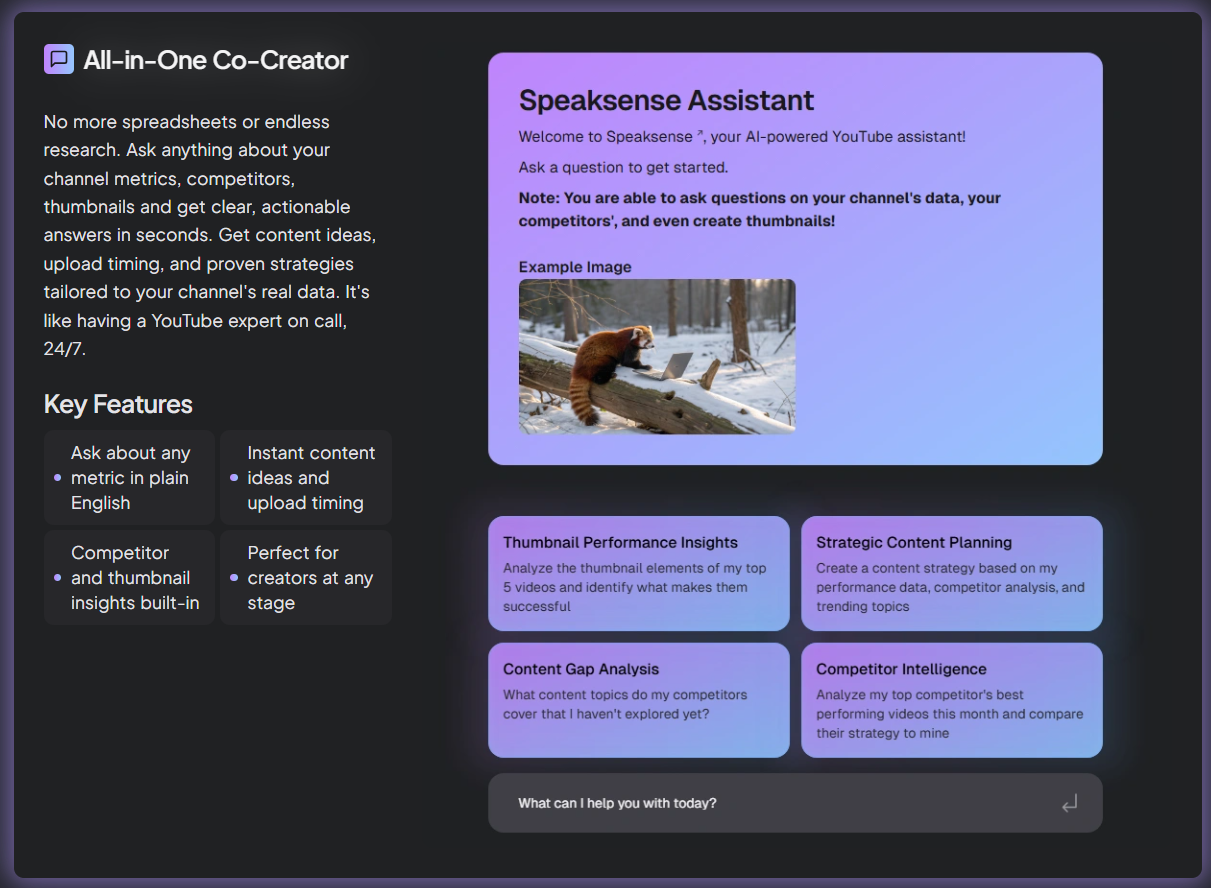 All-in-One Co-Creator
No more spreadsheets or endless
research. Ask anything about your
channel metrics, competitors,
thumbnails and get clear, actionable
answers in seconds. Get content ideas,
upload timing, and proven strategies
tailored to your channel's real data. It's
like having a YouTube expert on call,
24/7.
Key Features
Ask about any
metric in plain
English
Instant content
ideas and
upload timing
Competitor
and thumbnail
insights built-in
Perfect for
creators at any
stage
Speaksense Assistant
Welcome to Speaksense ↗, your AI-powered YouTube assistant!
Ask a question to get started.
Note: You are able to ask questions on your channel's data, your
competitors', and even create thumbnails!
Example Image
Thumbnail Performance Insights
Analyze the thumbnail elements of my top
5 videos and identify what makes them
successful
Strategic Content Planning
Create a content strategy based on my
performance data, competitor analysis, and
trending topics
Content Gap Analysis
What content topics do my competitors
cover that I haven't explored yet?
Competitor Intelligence
Analyze my top competitor's best
performing videos this month and compare
their strategy to mine
What can I help you with today?